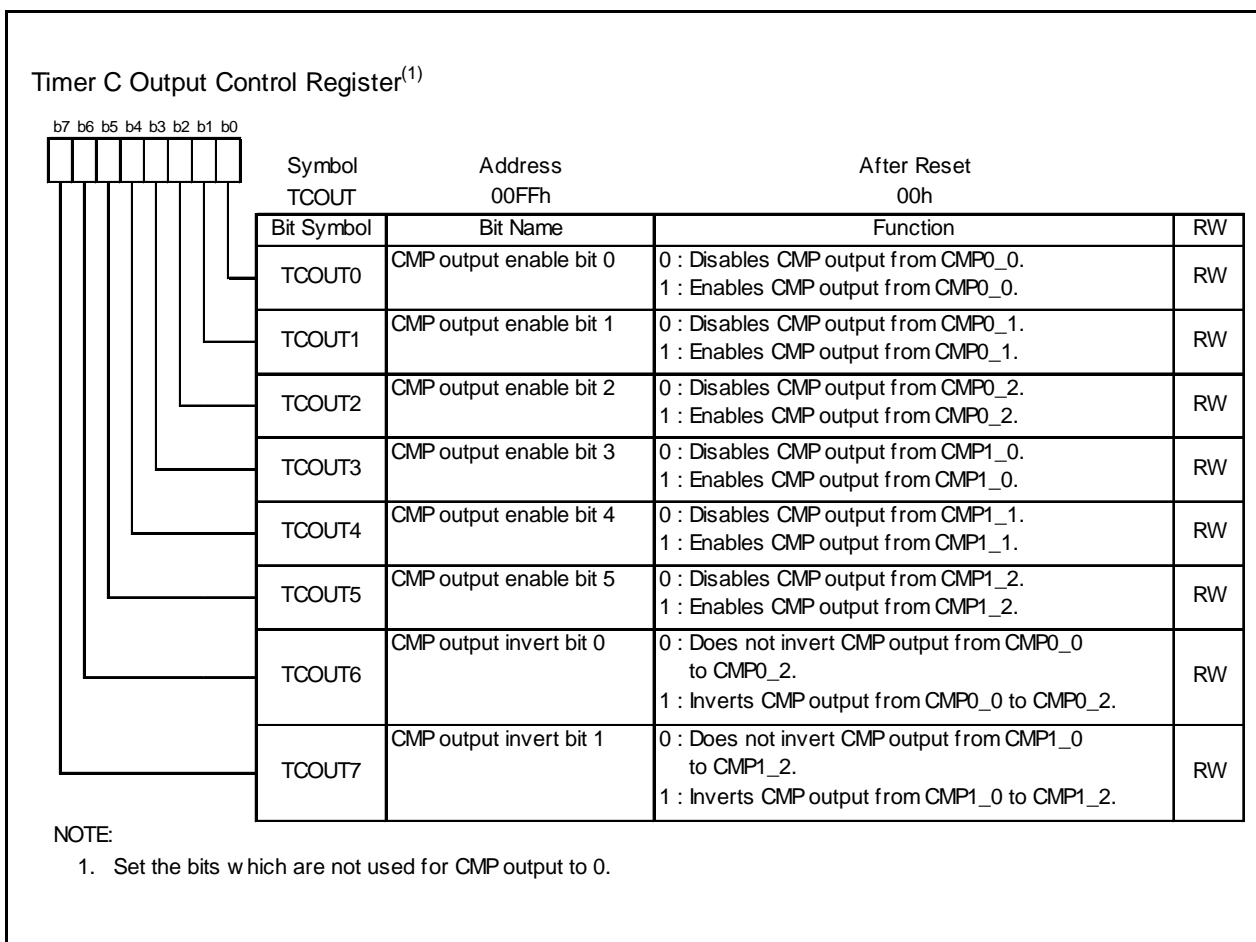 Timer C Output Control Register(1)
b7 b6 b5 b4 b3 b2 b1 b0
Symbol Address After Reset
TCOUT 00FFh 00h
Bit Symbol Bit Name Function RW
TCOUT0 CMP output enable bit 0 0 : Disables CMP output from CMP0_0. RW
1 : Enables CMP output from CMP0_0.
TCOUT1 CMP output enable bit 1 0 : Disables CMP output from CMP0_1. RW
1 : Enables CMP output from CMP0_1.
TCOUT2 CMP output enable bit 2 0 : Disables CMP output from CMP0_2. RW
1 : Enables CMP output from CMP0_2.
TCOUT3 CMP output enable bit 3 0 : Disables CMP output from CMP1_0. RW
1 : Enables CMP output from CMP1_0.
TCOUT4 CMP output enable bit 4 0 : Disables CMP output from CMP1_1. RW
1 : Enables CMP output from CMP1_1.
TCOUT5 CMP output enable bit 5 0 : Disables CMP output from CMP1_2. RW
1 : Enables CMP output from CMP1_2.
TCOUT6 CMP output invert bit 0 0 : Does not invert CMP output from CMP0_0 RW
to CMP0_2.
1 : Inverts CMP output from CMP0_0 to CMP0_2.
TCOUT7 CMP output invert bit 1 0 : Does not invert CMP output from CMP1_0 RW
to CMP1_2.
1 : Inverts CMP output from CMP1_0 to CMP1_2.
NOTE:
1. Set the bits which are not used for CMP output to 0.